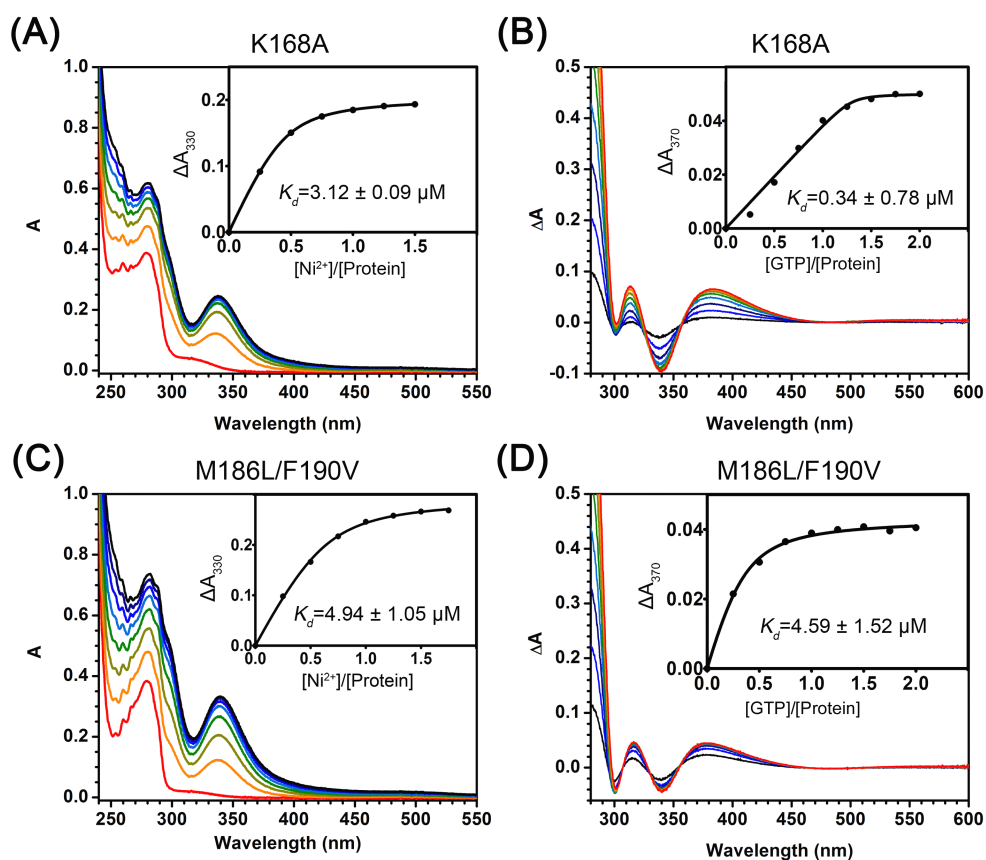 (A)
K168A
1.0
0.8
0.6
0.4
0.2
0.0
A
250 300 350 400 450 500 550
Wavelength (nm)
0.2
0.1
0.0
ΔA330
Kd=3.12 ± 0.09 μM
0.0 0.5 1.0 1.5
[Ni²⁺]/[Protein]
(B)
K168A
0.5
0.4
0.3
0.2
0.1
0.0
-0.1
ΔA
300 350 400 450 500 550 600
Wavelength (nm)
0.04
0.02
0.00
ΔA370
Kd=0.34 ± 0.78 μM
0.0 0.5 1.0 1.5 2.0
[GTP]/[Protein]
(C)
M186L/F190V
1.0
0.8
0.6
0.4
0.2
0.0
A
250 300 350 400 450 500 550
Wavelength (nm)
0.2
0.1
0.0
ΔA330
Kd=4.94 ± 1.05 μM
0.0 0.5 1.0 1.5
[Ni²⁺]/[Protein]
(D)
M186L/F190V
0.5
0.4
0.3
0.2
0.1
0.0
ΔA
300 350 400 450 500 550 600
Wavelength (nm)
0.04
0.02
0.00
ΔA370
Kd=4.59 ± 1.52 μM
0.0 0.5 1.0 1.5 2.0
[GTP]/[Protein]